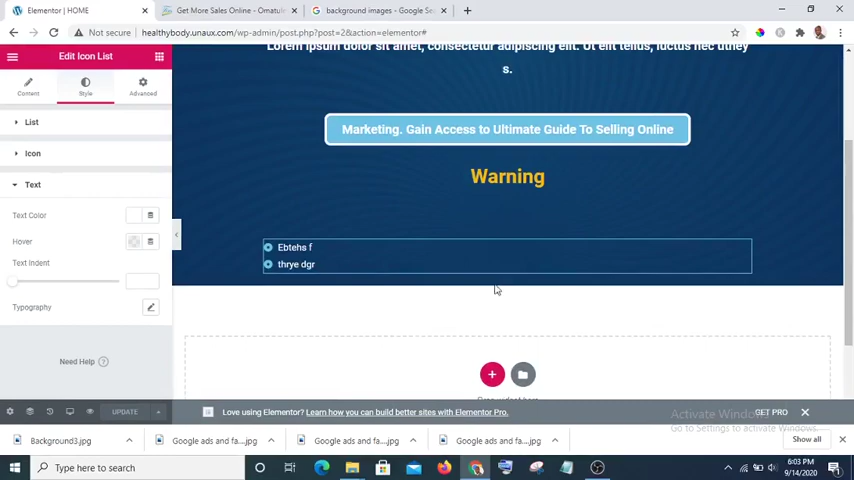 Elementor | HOME
Get More Sales Online - Omatul
background images - Google Se
Not secure
healthybody.unaux.com/wp-admin/post.php?post=2&action=elementor#
Edit Icon List
Content
Style
Advanced
List
Icon
Text
Text Color
Hover
Text Indent
Typography
Need Help
UPDATE
Lorem ipsum dolor sit amet, consectetur adipiscing elit. Ut elit tellus, luctus nec uthey
s.
Marketing. Gain Access to Ultimate Guide To Selling Online
Warning
Ebtehs f
thrye dgr
Love using Elementor? Learn how you can build better sites with Elementor Pro.
GET PRO
Activate Windows
Go to Settings to activate Windows.
Background3.jpg
Google ads and fa....jpg
Google ads and fa....jpg
Google ads and fa....jpg
Show all
Type here to search
6:03 PM
9/14/2020